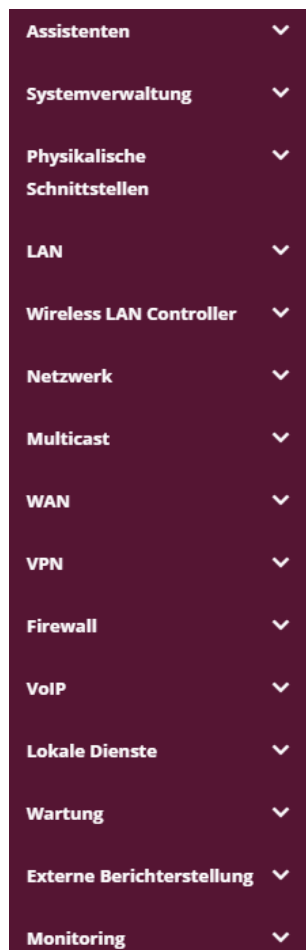 Assistenten
Systemverwaltung
Physikalische
Schnittstellen
LAN
Wireless LAN Controller
Netzwerk
Multicast
WAN
VPN
Firewall
VoIP
Lokale Dienste
Wartung
Externe Berichterstellung
Monitoring